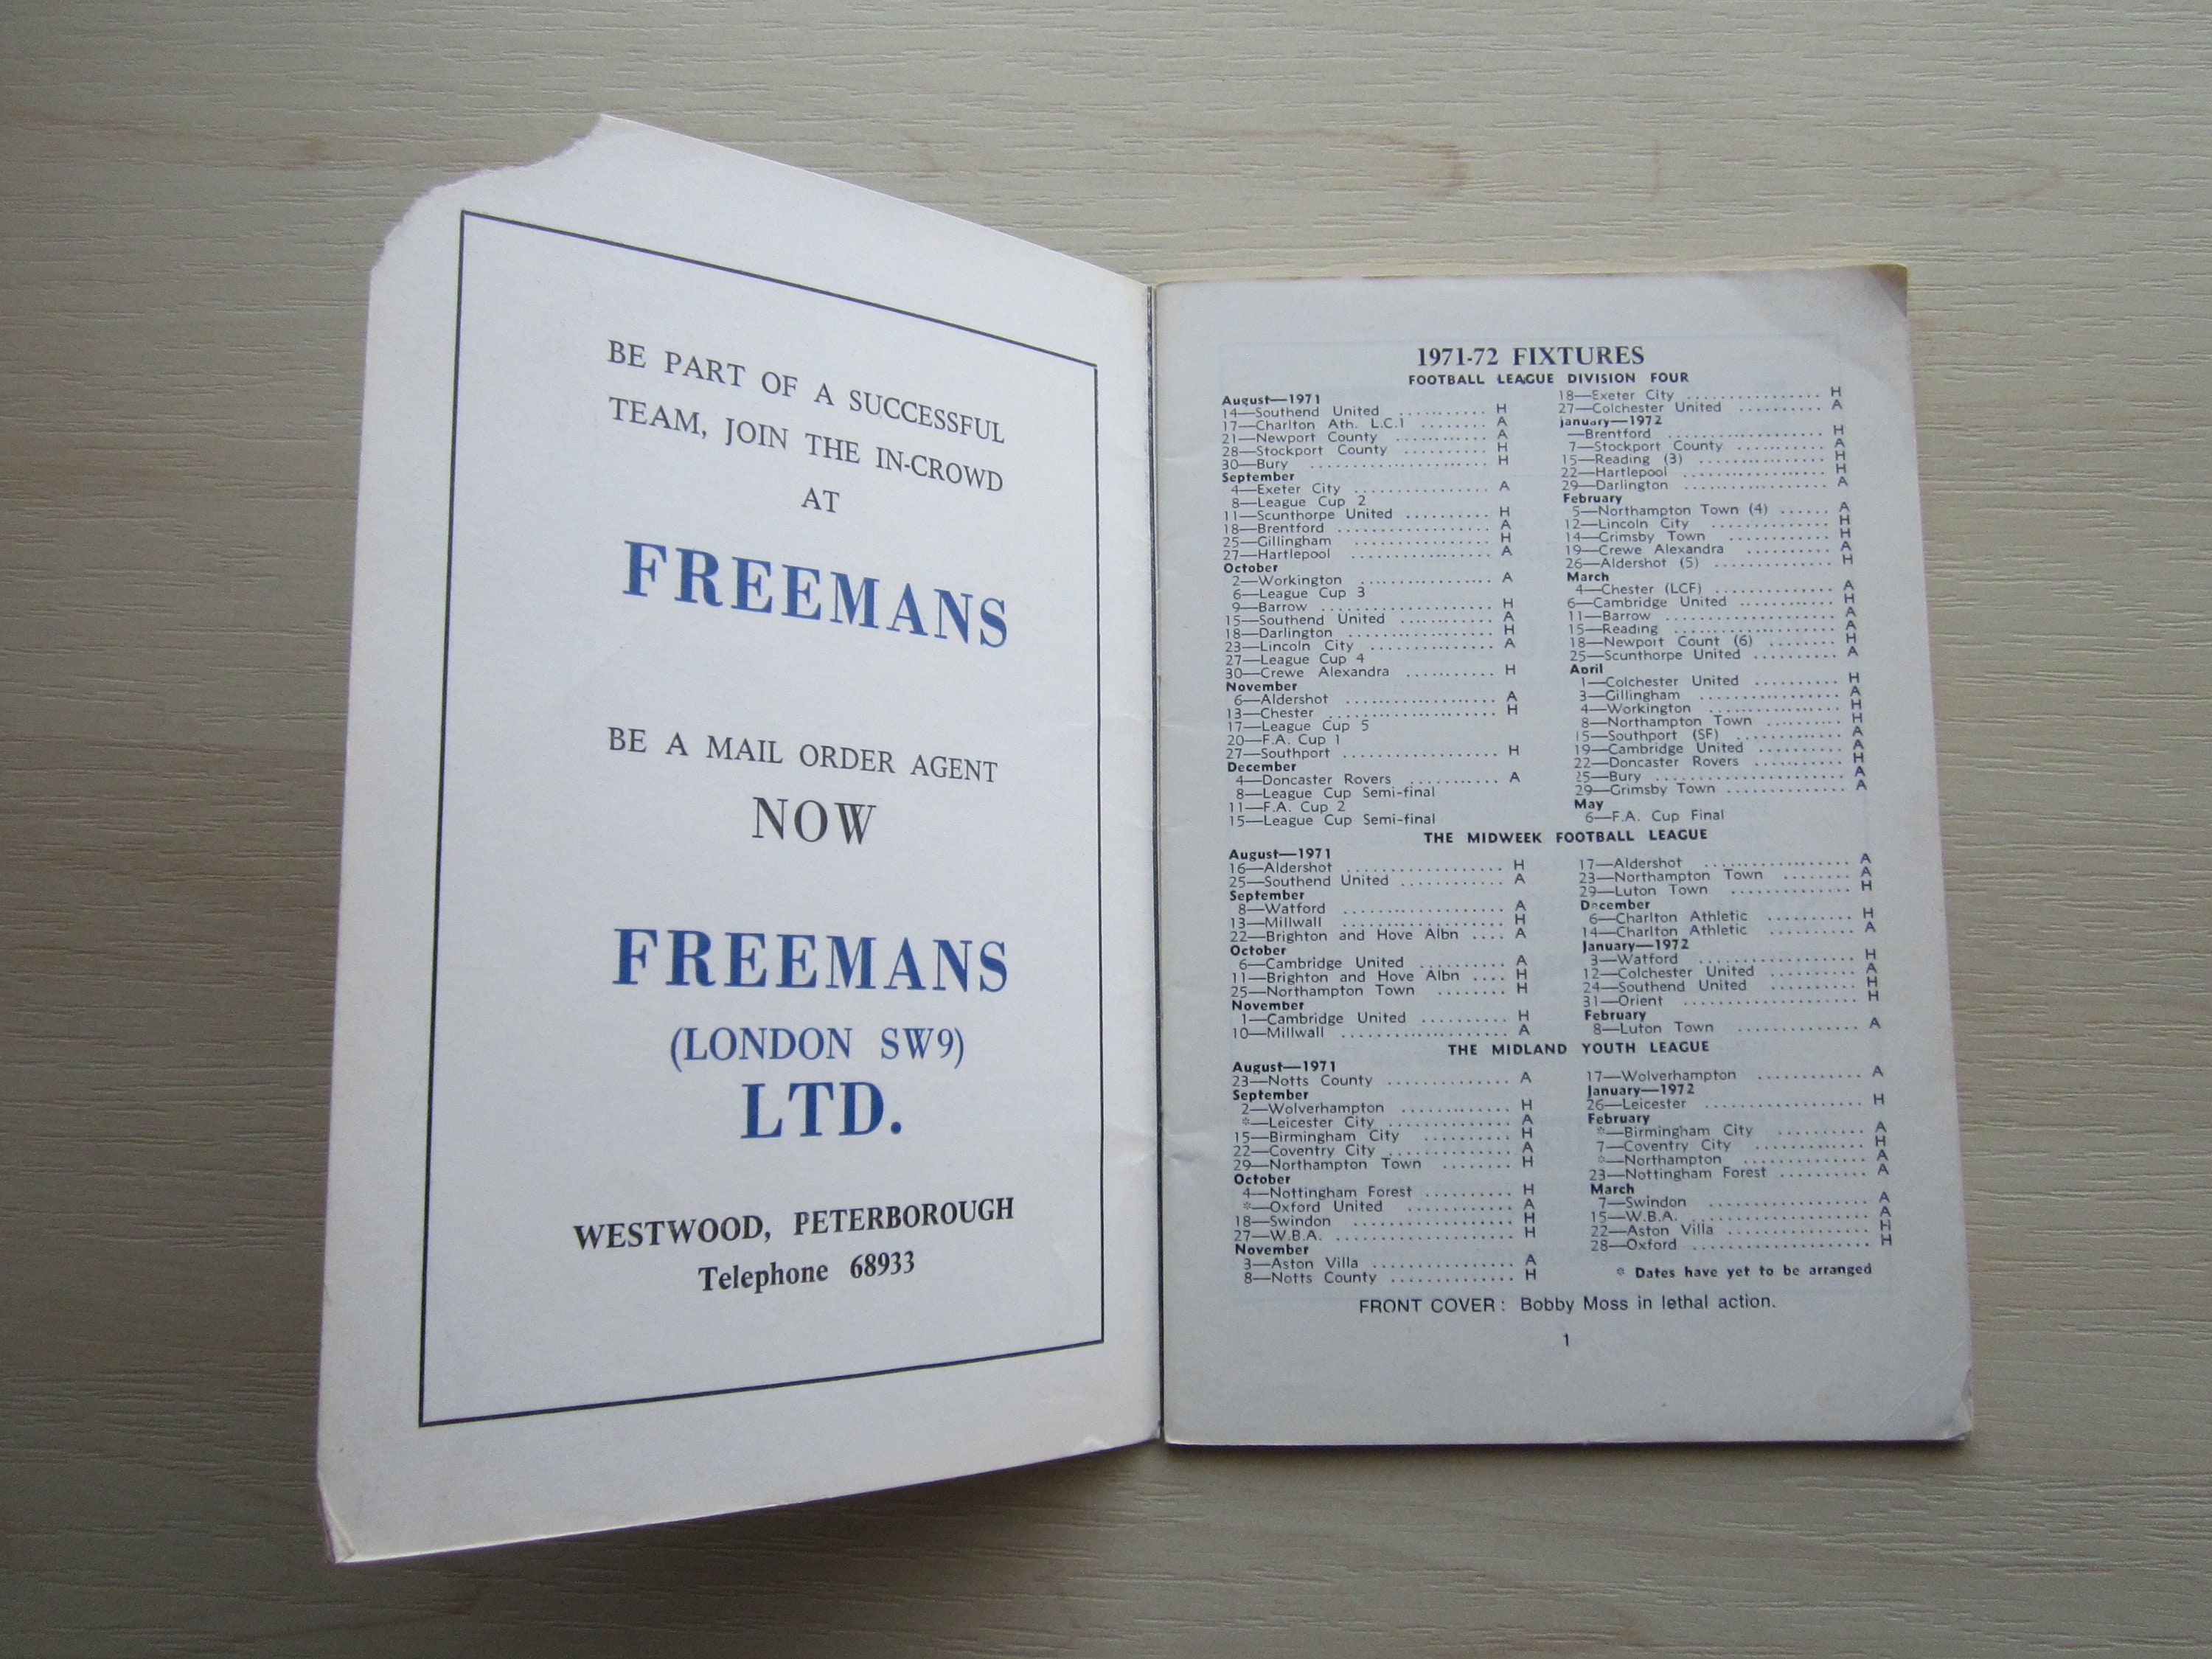 BE PART OF A SUCCESSFUL
TEAM, JOIN THE IN-CROWD
AT
FREEMANS
BE A MAIL ORDER AGENT
NOW
FREEMANS
(LONDON SW9)
LTD.
WESTWOOD, PETERBOROUGH
Telephone 68933
1971-72 FIXTURES
FOOTBALL LEAGUE DIVISION FOUR
August—1971
14—Southend United .......... H
17—Charlton Ath. L.C.1 ........ A
21—Newport County ............ A
28—Stockport County .......... H
30—Bury .................... H
September
4—Exeter City ................ A
8—League Cup 2
11—Scunthorpe United .......... H
18—Brentford .................. A
25—Gillingham ................ H
27—Hartlepool ................ A
October
2—Workington ................ A
6—League Cup 3
9—Barrow .................... H
15—Southend United ............ A
18—Darlington ................ H
23—Lincoln City .............. A
27—League Cup 4
30—Crewe Alexandra ............ H
November
6—Aldershot .................. A
13—Chester .................... H
17—League Cup 5
20—F.A. Cup 1
27—Southport .................. H
December
4—Doncaster Rovers ............ A
8—League Cup Semi-final
11—F.A. Cup 2
15—League Cup Semi-final
18—Exeter City ................ H
27—Colchester United .......... A
January—1972
—Brentford .................... H
7—Stockport County ............ A
15—Reading (3) ................ H
22—Hartlepool ................ H
29—Darlington ................ A
February
5—Northampton Town (4) ...... A
12—Lincoln City .............. H
14—Grimsby Town .............. H
19—Crewe Alexandra ............ A
26—Aldershot (5) .............. H
March
4—Chester (LCF) .............. A
6—Cambridge United ............ H
11—Barrow .................... A
15—Reading .................... A
18—Newport Count (6) .......... H
25—Scunthorpe United .......... A
April
1—Colchester United .......... H
3—Gillingham ................ A
4—Workington ................ H
8—Northampton Town ............ H
15—Southport (SF) ............ A
19—Cambridge United .......... A
22—Doncaster Rovers .......... H
25—Bury ...................... A
29—Grimsby Town .............. A
May
6—F.A. Cup Final
THE MIDWEEK FOOTBALL LEAGUE
August—1971
16—Aldershot .................. H
25—Southend United ............ A
September
8—Watford .................... A
13—Millwall .................. H
22—Brighton and Hove Albn .... A
October
6—Cambridge United .......... A
11—Brighton and Hove Albn .... H
25—Northampton Town ........ H
November
1—Cambridge United .......... H
10—Millwall .................. A
17—Aldershot .................. A
23—Northampton Town .......... A
29—Luton Town ................ H
December
6—Charlton Athletic .......... H
14—Charlton Athletic .......... A
January—1972
3—Watford .................... H
12—Colchester United .......... A
24—Southend United ............ H
31—Orient .................... H
February
8—Luton Town ................ A
THE MIDLAND YOUTH LEAGUE
August—1971
23—Notts County .............. A
September
2—Wolverhampton .............. H
*—Leicester City .............. A
15—Birmingham City ............ H
22—Coventry City .............. A
29—Northampton Town .......... H
October
4—Nottingham Forest .......... H
*—Oxford United .............. A
18—Swindon .................... H
27—W.B.A. .................... H
November
3—Aston Villa ................ A
8—Notts County .............. H
17—Wolverhampton .............. A
January—1972
26—Leicester .................. H
February
*—Birmingham City ............ A
7—Coventry City .............. H
*—Northampton ................ A
23—Nottingham Forest .......... A
March
7—Swindon .................... A
15—W.B.A. .................... A
22—Aston Villa ................ H
28—Oxford .................... H
* Dates have yet to be arranged
FRONT COVER : Bobby Moss in lethal action.
1